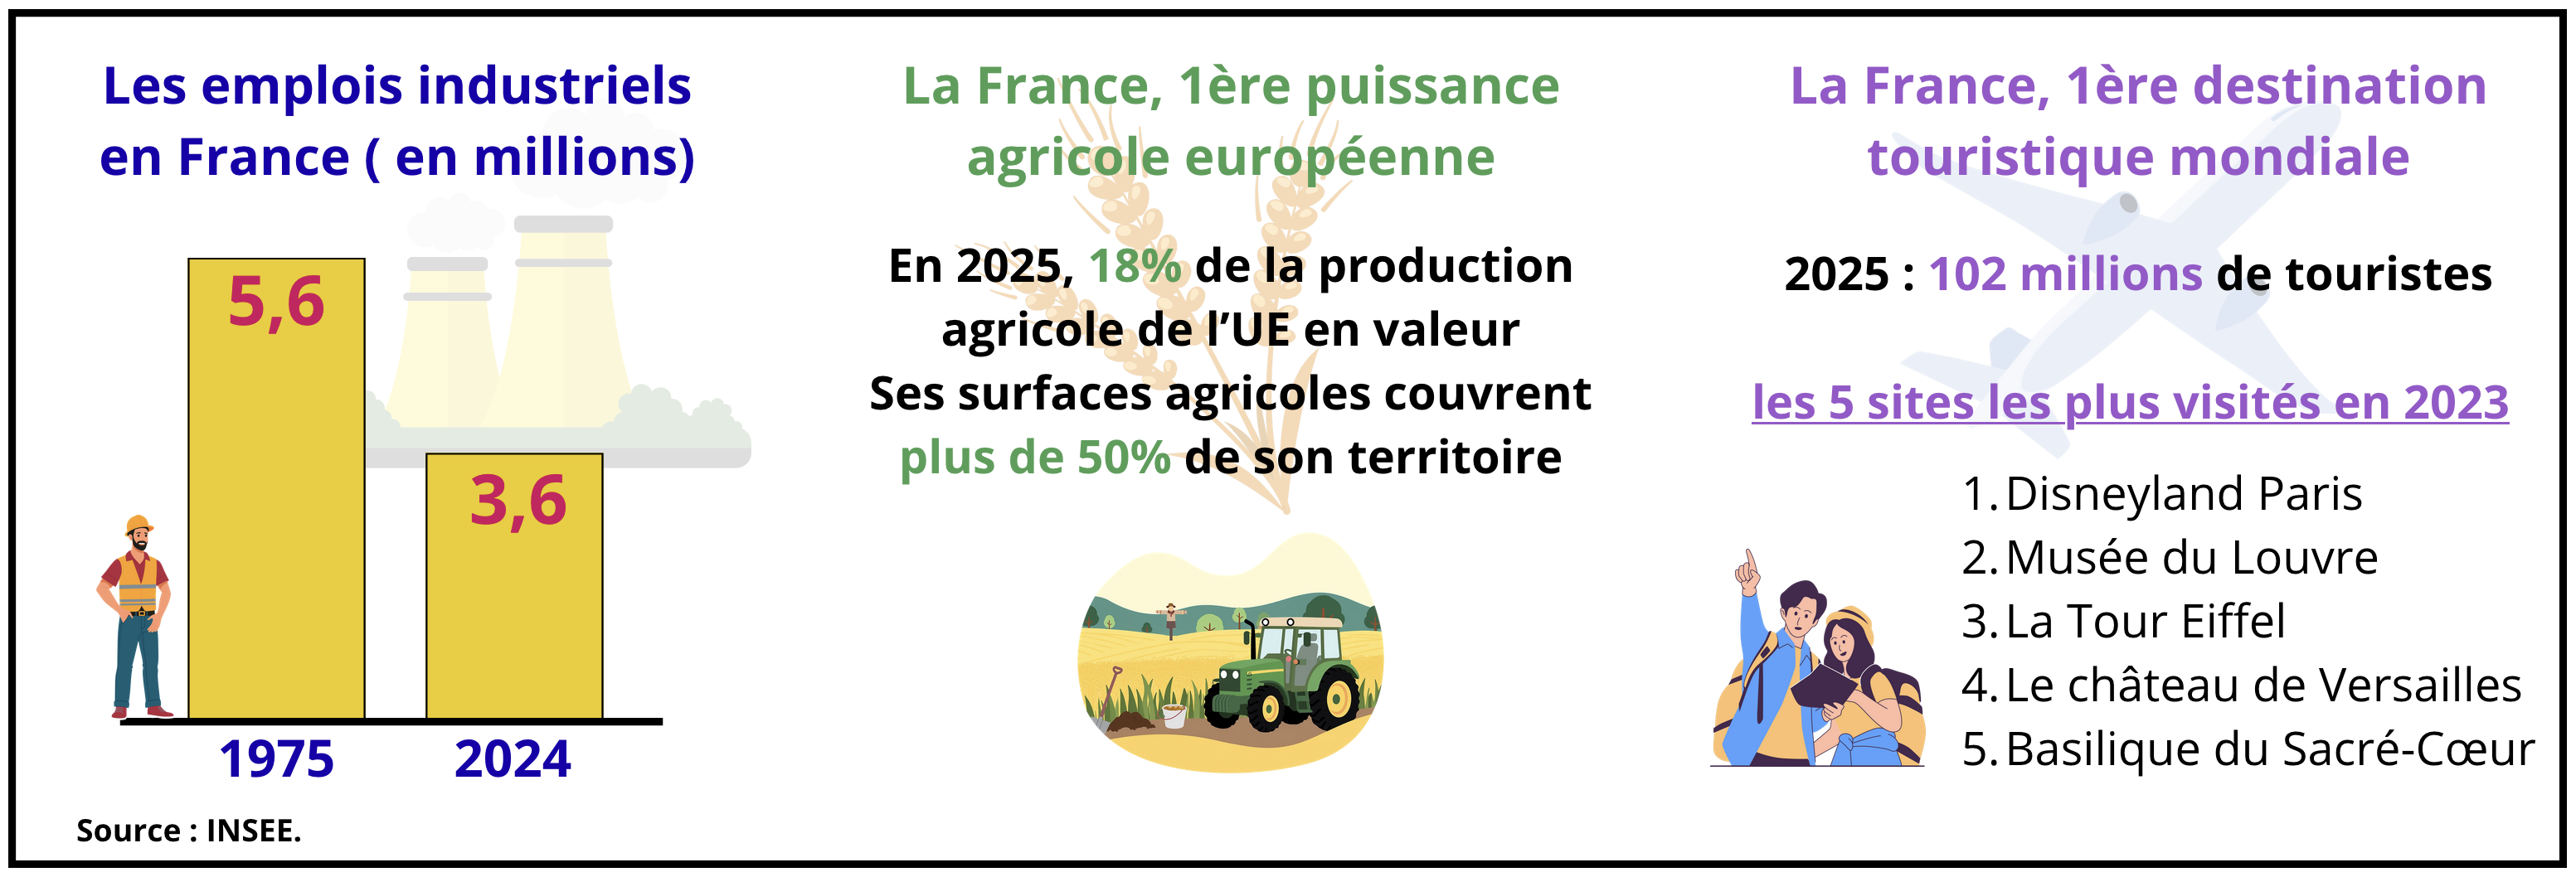 Les emplois industriels
en France ( en millions)
5,6
3,6
1975
2024
Source : INSEE.
La France, 1ère puissance
agricole européenne
En 2025, 18% de la production
agricole de l’UE en valeur
Ses surfaces agricoles couvrent
plus de 50% de son territoire
La France, 1ère destination
touristique mondiale
2025 : 102 millions de touristes
les 5 sites les plus visités en 2023
1. Disneyland Paris
2. Musée du Louvre
3. La Tour Eiffel
4. Le château de Versailles
5. Basilique du Sacré-Cœur